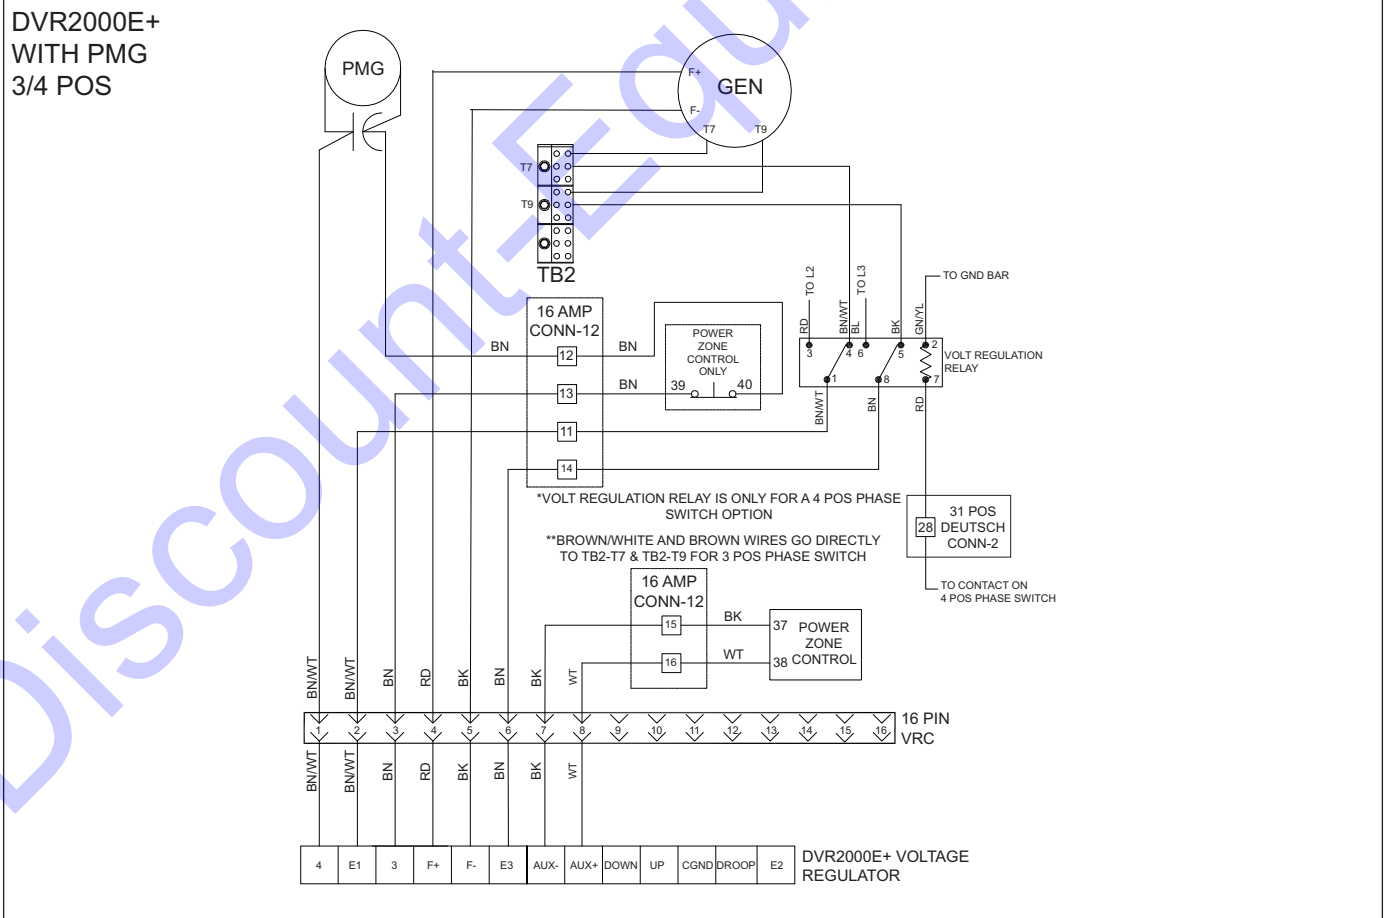 DVR2000E+
WITH PMG
3/4 POS
PMG
GEN
F+
F-
T7
T9
T7
T9
TB2
TO L2
TO L3
TO GND BAR
RD
BN/WT
BL
BK
GN/YL
3
4
6
5
2
1
8
7
VOLT REGULATION
RELAY
BN/WT
BN
RD
16 AMP
CONN-12
BN
12
BN
13
BN
11
14
POWER
ZONE
CONTROL
ONLY
39
40
*VOLT REGULATION RELAY IS ONLY FOR A 4 POS PHASE
SWITCH OPTION
**BROWN/WHITE AND BROWN WIRES GO DIRECTLY
TO TB2-T7 & TB2-T9 FOR 3 POS PHASE SWITCH
28
31 POS
DEUTSCH
CONN-2
TO CONTACT ON
4 POS PHASE SWITCH
16 AMP
CONN-12
15
BK
16
WT
37
38
POWER
ZONE
CONTROL
BN/WT
BN/WT
BN
RD
BK
BN
BK
WT
1
2
3
4
5
6
7
8
9
10
11
12
13
14
15
16
16 PIN
VRC
BN/WT
BN/WT
BN
RD
BK
BN
BK
WT
4
E1
3
F+
F-
E3
AUX-
AUX+
DOWN
UP
CGND
DROOP
E2
DVR2000E+ VOLTAGE
REGULATOR
Discount-Equ